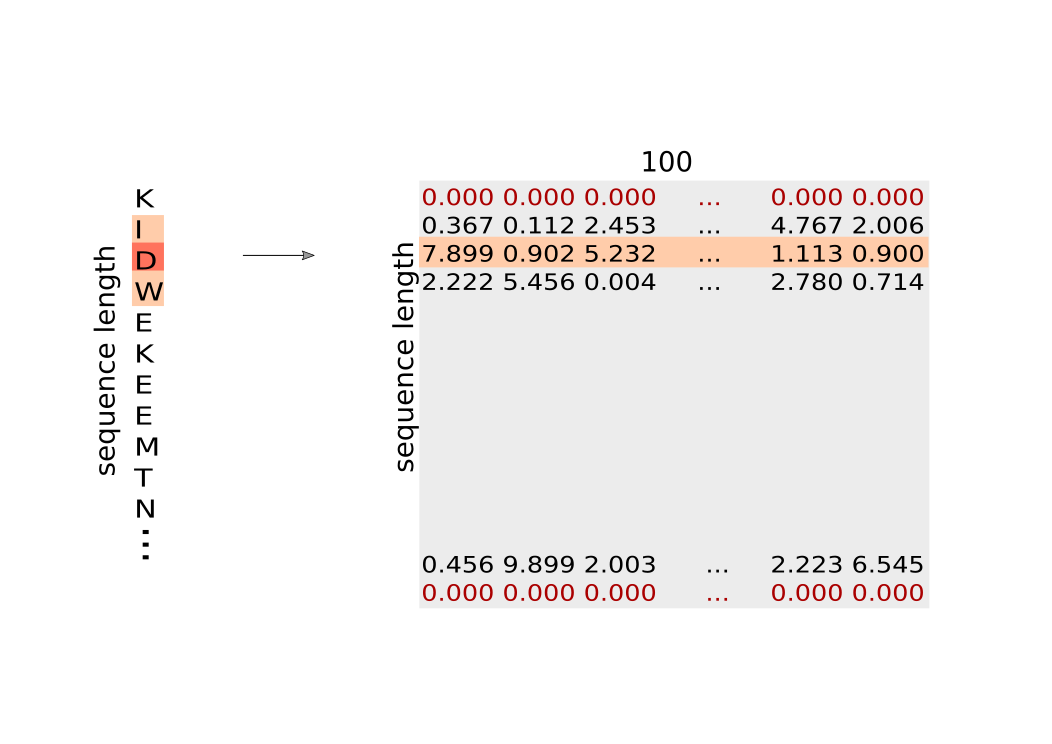 sequence length
K
I
D
W
E
K
E
E
M
T
N
...
100
sequence length
0.000 0.000 0.000 ... 0.000 0.000
0.367 0.112 2.453 ... 4.767 2.006
7.899 0.902 5.232 ... 1.113 0.900
2.222 5.456 0.004 ... 2.780 0.714
0.456 9.899 2.003 ... 2.223 6.545
0.000 0.000 0.000 ... 0.000 0.000